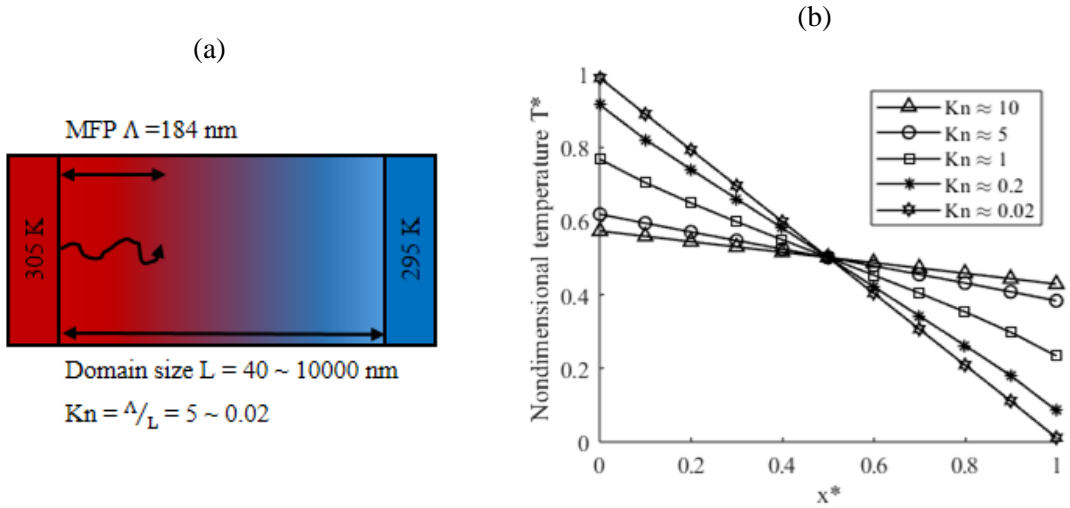 (a)
MFP Λ =184 nm
305 K
295 K
Domain size L = 40 ~ 10000 nm
Kn = Λ/L = 5 ~ 0.02
(b)
Nondimensional temperature T*
1
0.8
0.6
0.4
0.2
0
Kn ≈ 10
Kn ≈ 5
Kn ≈ 1
Kn ≈ 0.2
Kn ≈ 0.02
0 0.2 0.4 0.6 0.8 1
x*